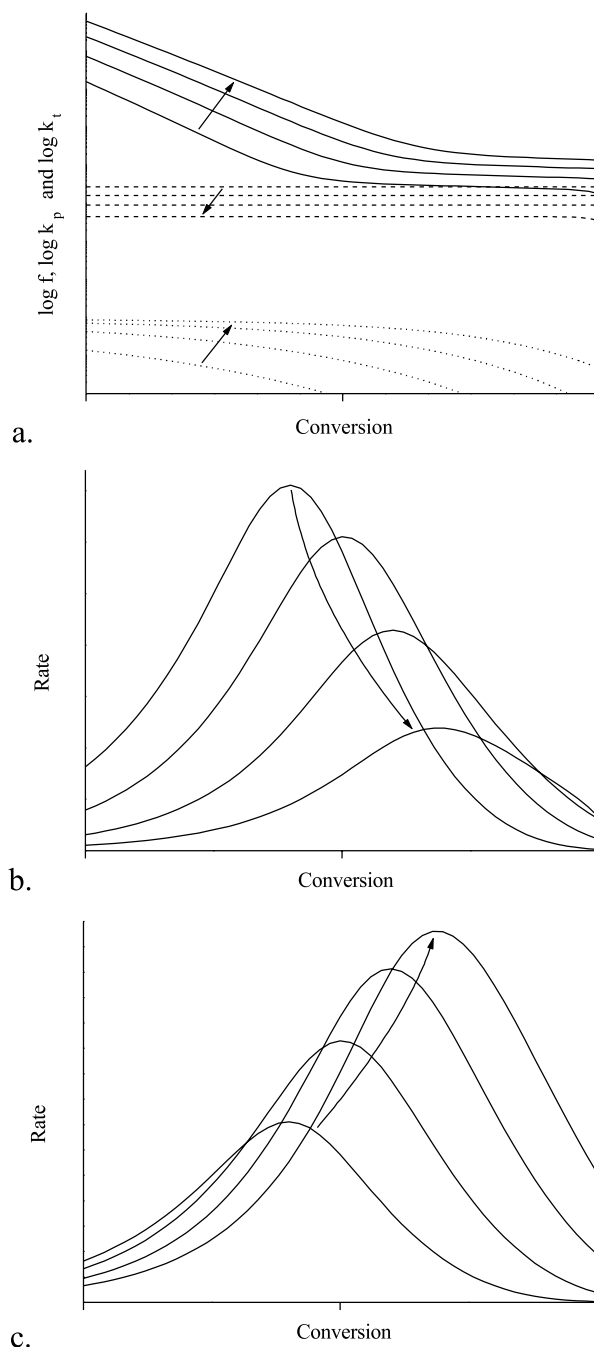 log f, log k p and log k t
Conversion
a.
Rate
Conversion
b.
Rate
Conversion
c.